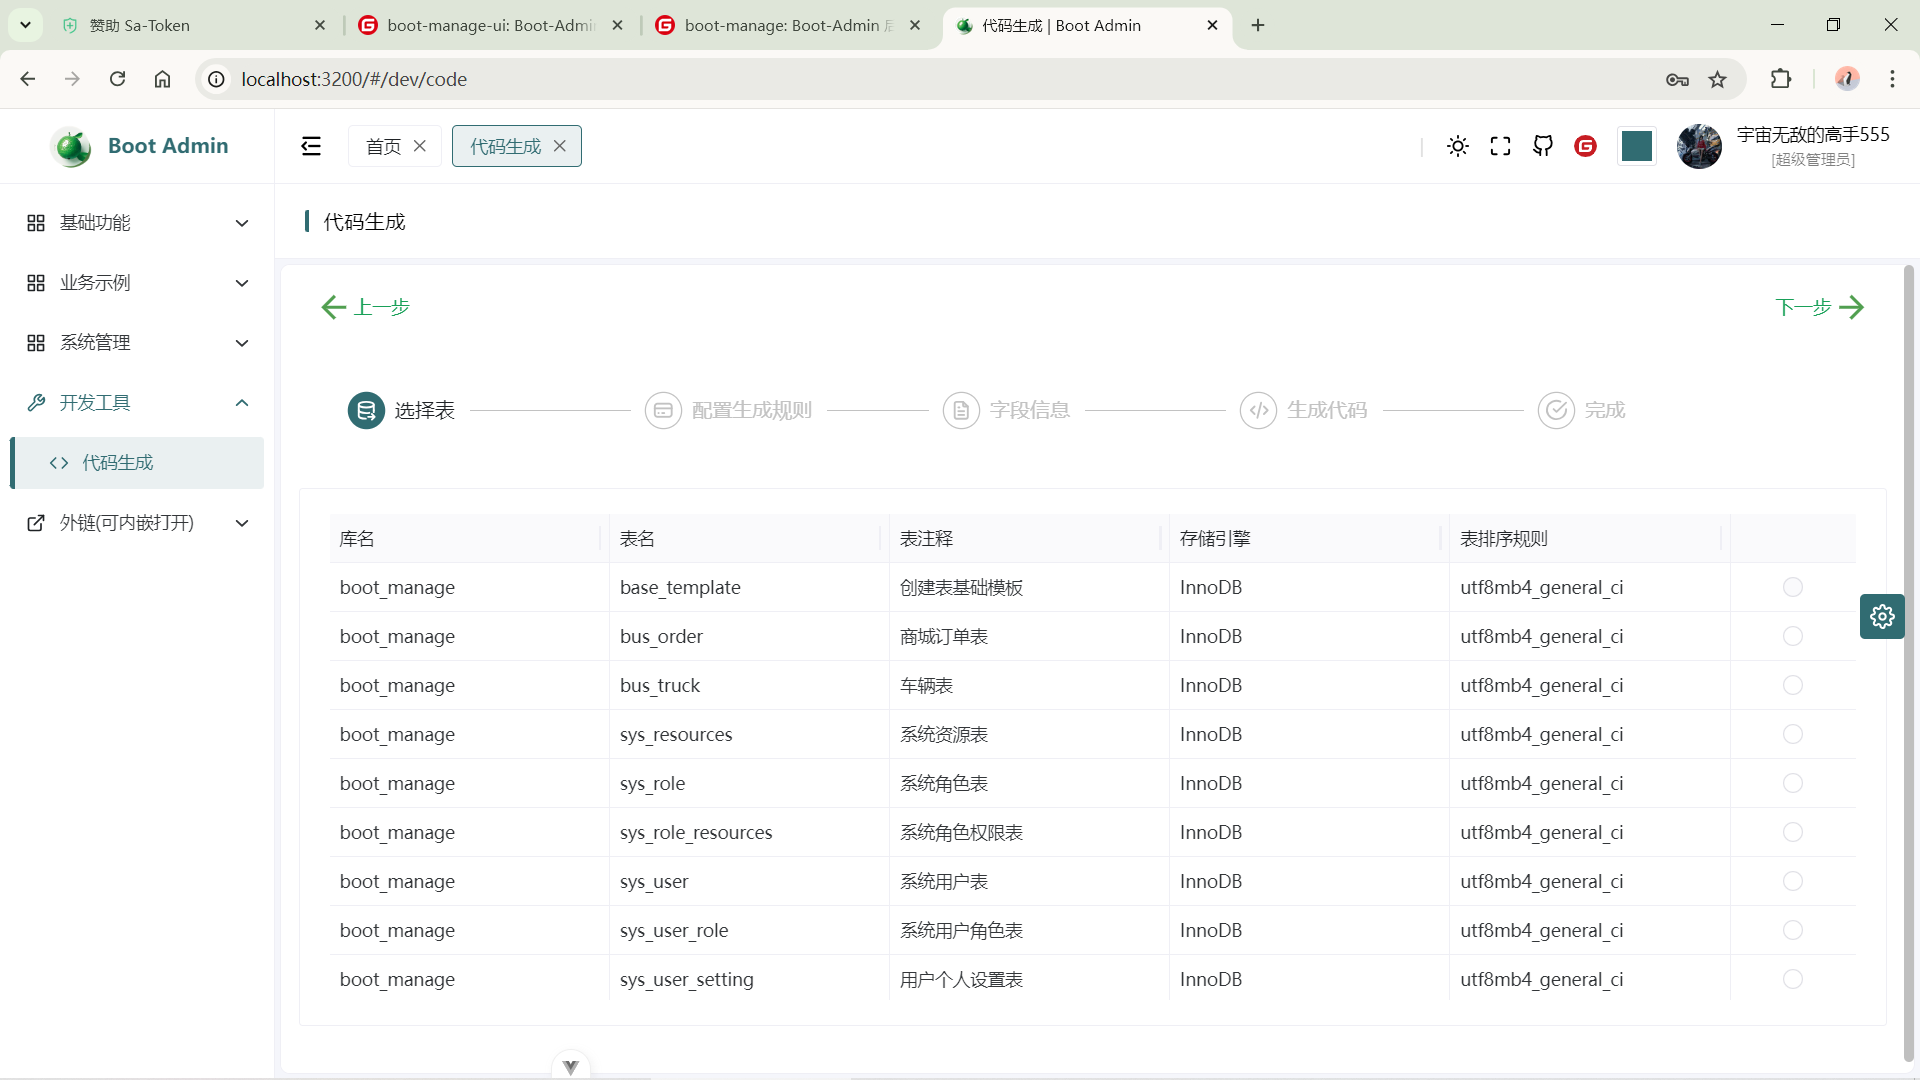 赞助 Sa-Token
boot-manage-ui: Boot-Admi
boot-manage: Boot-Admin 后
代码生成 | Boot Admin
localhost:3200/#/dev/code
Boot Admin
首页
代码生成
宇宙无敌的高手555
[超级管理员]
基础功能
业务示例
系统管理
开发工具
代码生成
外链(可内嵌打开)
代码生成
上一步
下一步
选择表
配置生成规则
字段信息
生成代码
完成
库名 表名 表注释 存储引擎 表排序规则
boot_manage base_template 创建表基础模板 InnoDB utf8mb4_general_ci
boot_manage bus_order 商城订单表 InnoDB utf8mb4_general_ci
boot_manage bus_truck 车辆表 InnoDB utf8mb4_general_ci
boot_manage sys_resources 系统资源表 InnoDB utf8mb4_general_ci
boot_manage sys_role 系统角色表 InnoDB utf8mb4_general_ci
boot_manage sys_role_resources 系统角色权限表 InnoDB utf8mb4_general_ci
boot_manage sys_user 系统用户表 InnoDB utf8mb4_general_ci
boot_manage sys_user_role 系统用户角色表 InnoDB utf8mb4_general_ci
boot_manage sys_user_setting 用户个人设置表 InnoDB utf8mb4_general_ci